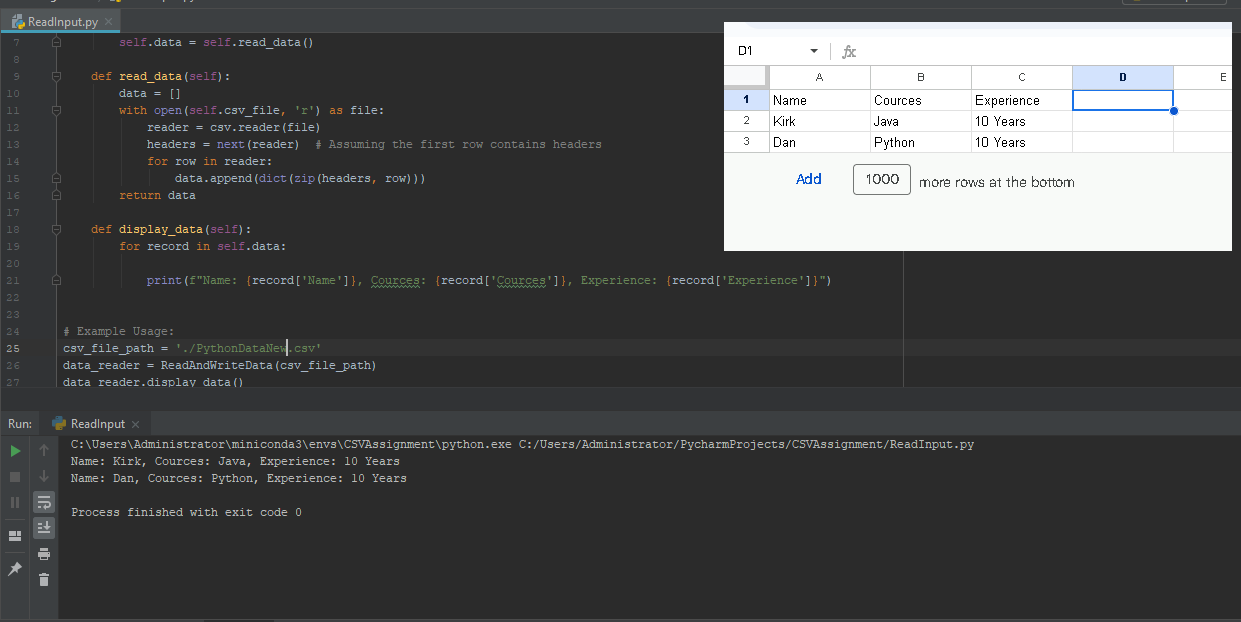 ReadInput.py
7 self.data = self.read_data()
8
9 def read_data(self):
10 data = []
11 with open(self.csv_file, 'r') as file:
12 reader = csv.reader(file)
13 headers = next(reader)  # Assuming the first row contains headers
14 for row in reader:
15 data.append(dict(zip(headers, row)))
16 return data
17
18 def display_data(self):
19 for record in self.data:
20
21 print(f"Name: {record['Name']}, Cources: {record['Cources']}, Experience: {record['Experience']}")
22
23
24 # Example Usage:
25 csv_file_path = './PythonDataNew.csv'
26 data_reader = ReadAndWriteData(csv_file_path)
27 data_reader.display_data()
D1 fx
A B C D E
1 Name Cources Experience
2 Kirk Java 10 Years
3 Dan Python 10 Years
Add 1000 more rows at the bottom
Run: ReadInput
C:\Users\Administrator\miniconda3\envs\CSVAssignment\python.exe C:/Users/Administrator/PycharmProjects/CSVAssignment/ReadInput.py
Name: Kirk, Cources: Java, Experience: 10 Years
Name: Dan, Cources: Python, Experience: 10 Years
Process finished with exit code 0